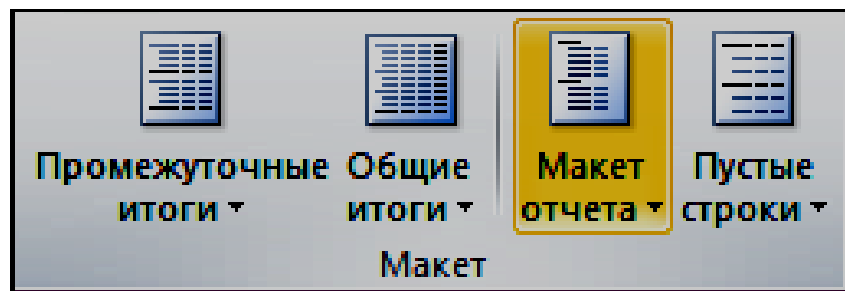 Промежуточные итоги
Общие итоги
Макет отчета
Пустые строки
Макет